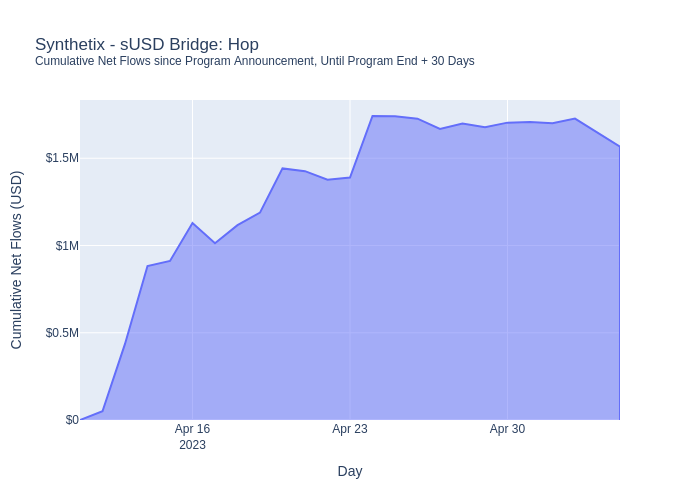 Synthetix - sUSD Bridge: Hop
Cumulative Net Flows since Program Announcement, Until Program End + 30 Days
Cumulative Net Flows (USD)
$1.5M
$1M
$0.5M
$0
Apr 16
2023
Apr 23
Apr 30
Day